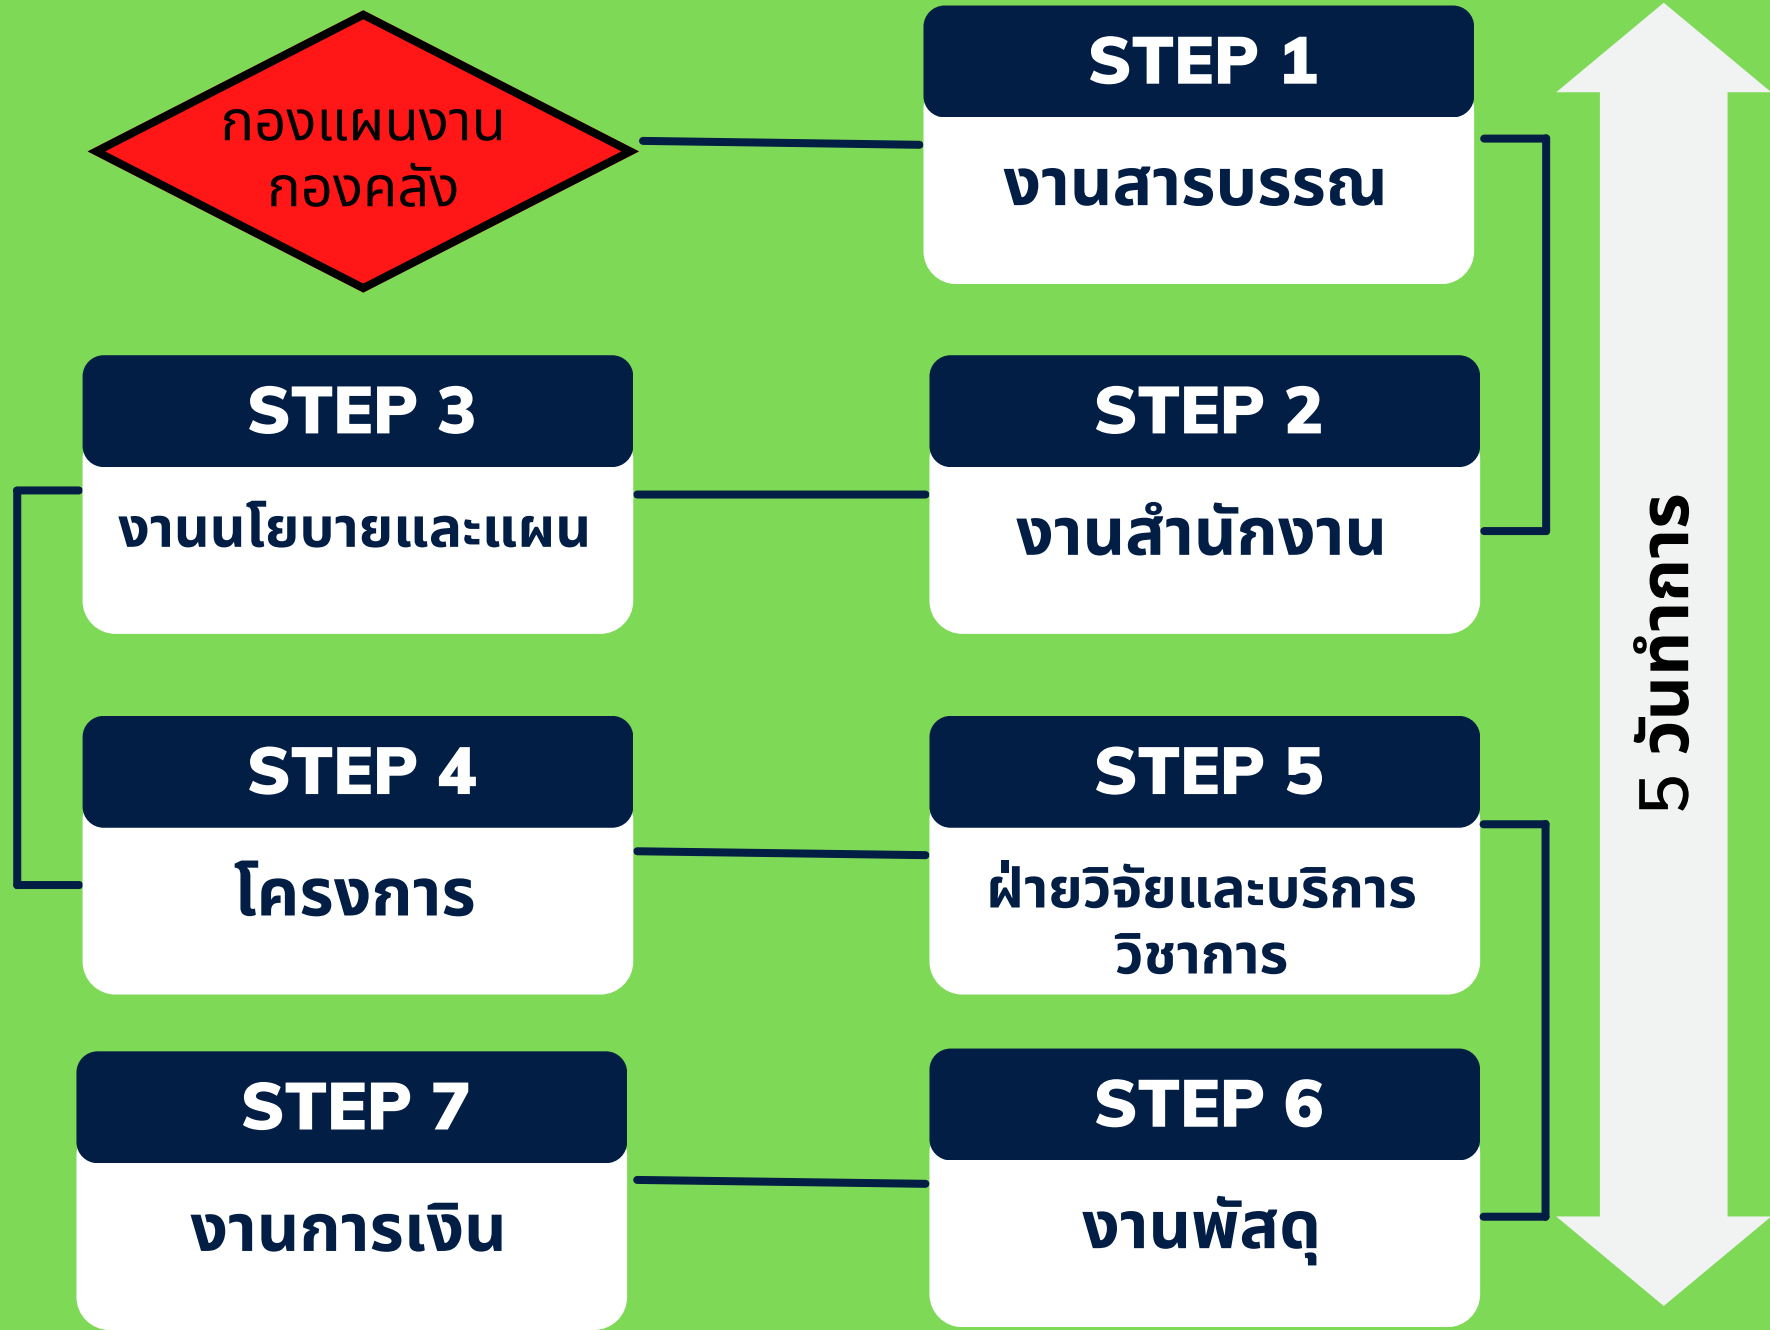 กองแผนงาน
กองคลัง
STEP 1
งานสารบรรณ
STEP 2
งานสำนักงาน
STEP 3
งานนโยบายและแผน
STEP 4
โครงการ
STEP 5
ฝ่ายวิจัยและบริการ
วิชาการ
STEP 6
งานพัสดุ
STEP 7
งานการเงิน
5 วันทำการ